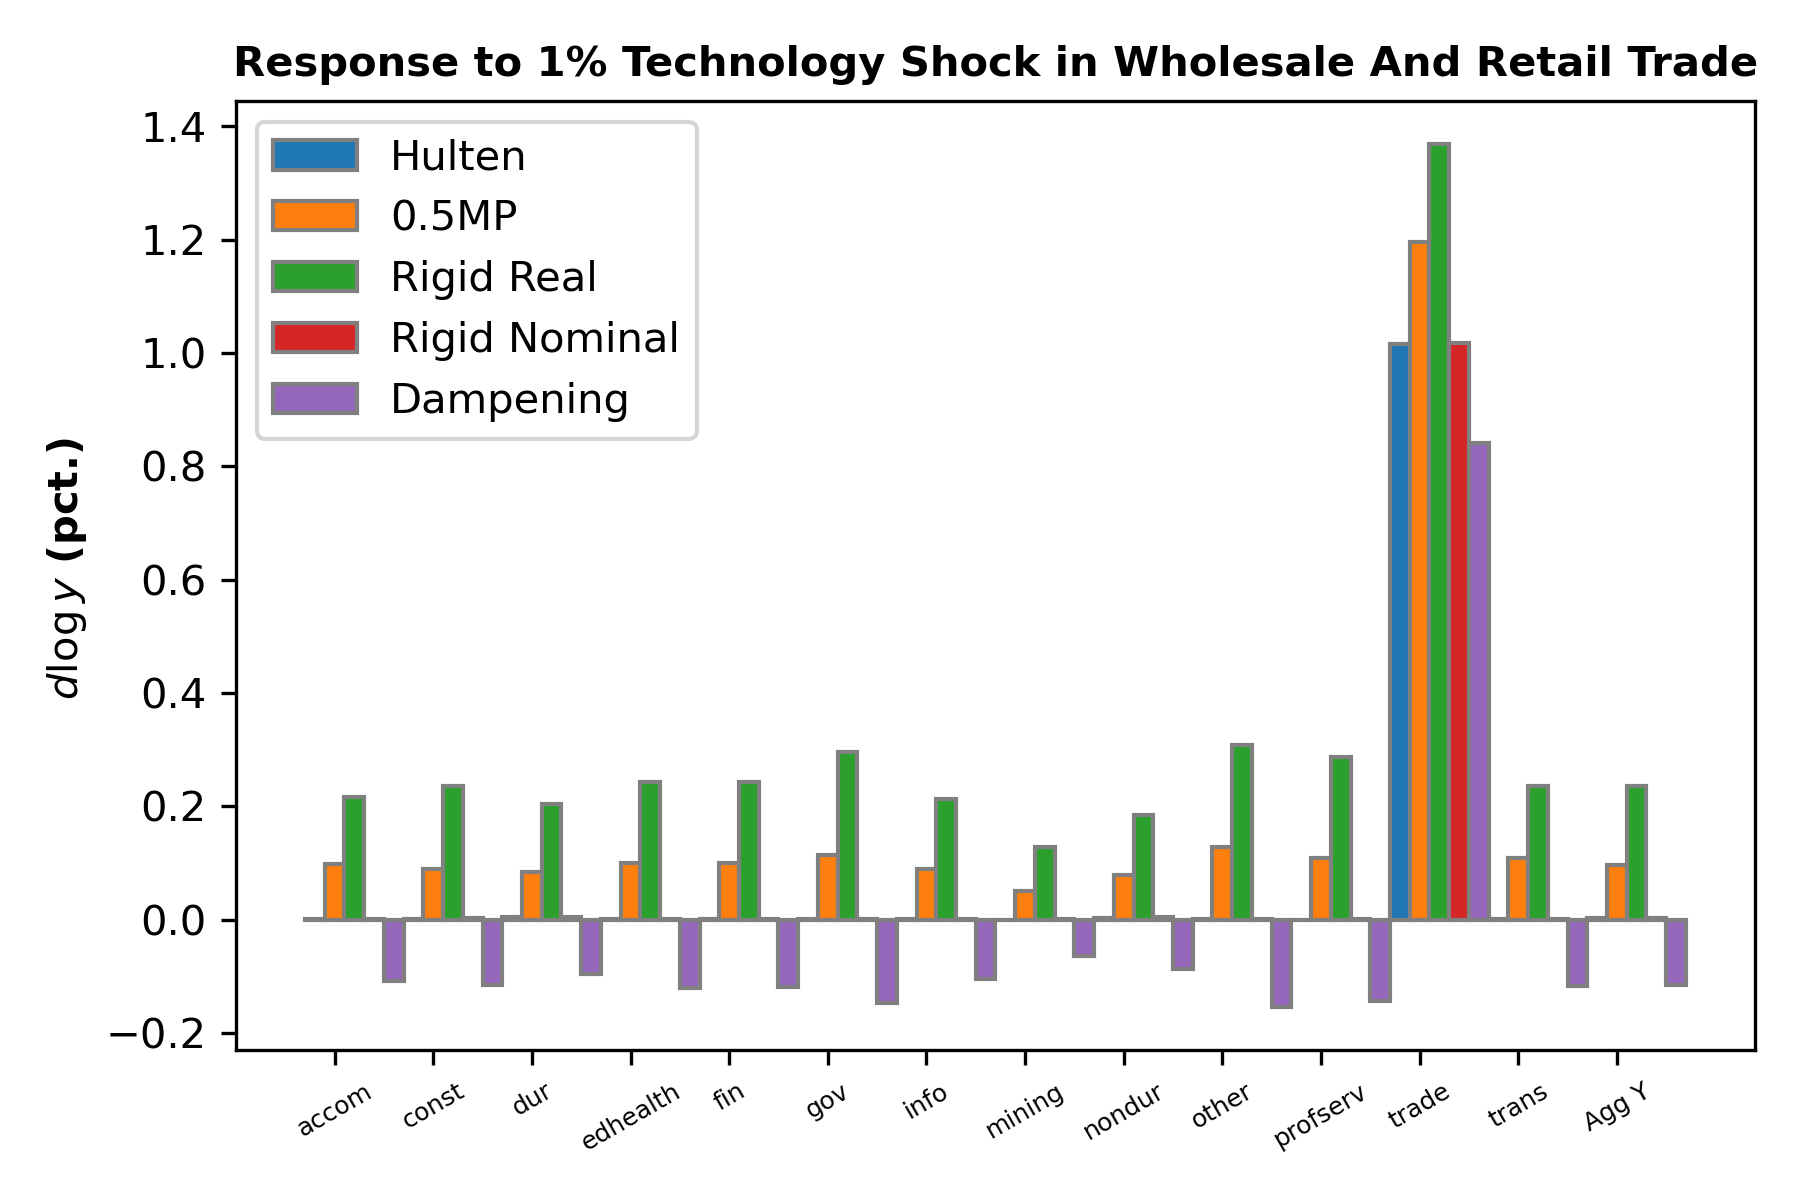 Response to 1% Technology Shock in Wholesale And Retail Trade
Hulten
0.5MP
Rigid Real
Rigid Nominal
Dampening
dlog y (pct.)
1.4
1.2
1.0
0.8
0.6
0.4
0.2
0.0
−0.2
accom
const
dur
edhealth
fin
gov
info
mining
nondur
other
profserv
trade
trans
Agg Y